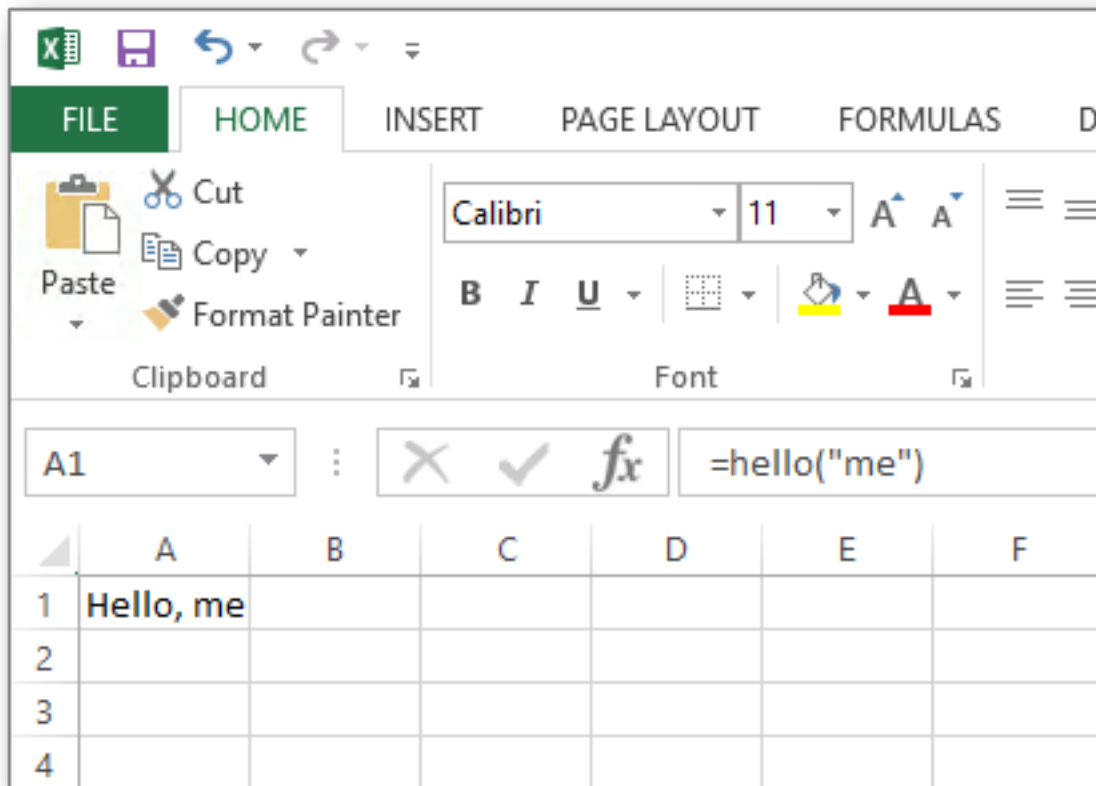 FILE HOME INSERT PAGE LAYOUT FORMULAS D
Cut
Copy
Paste
Format Painter
Calibri 11 A A
B I U A
Clipboard Font
A1 fx =hello("me")
A B C D E F
1 Hello, me
2
3
4